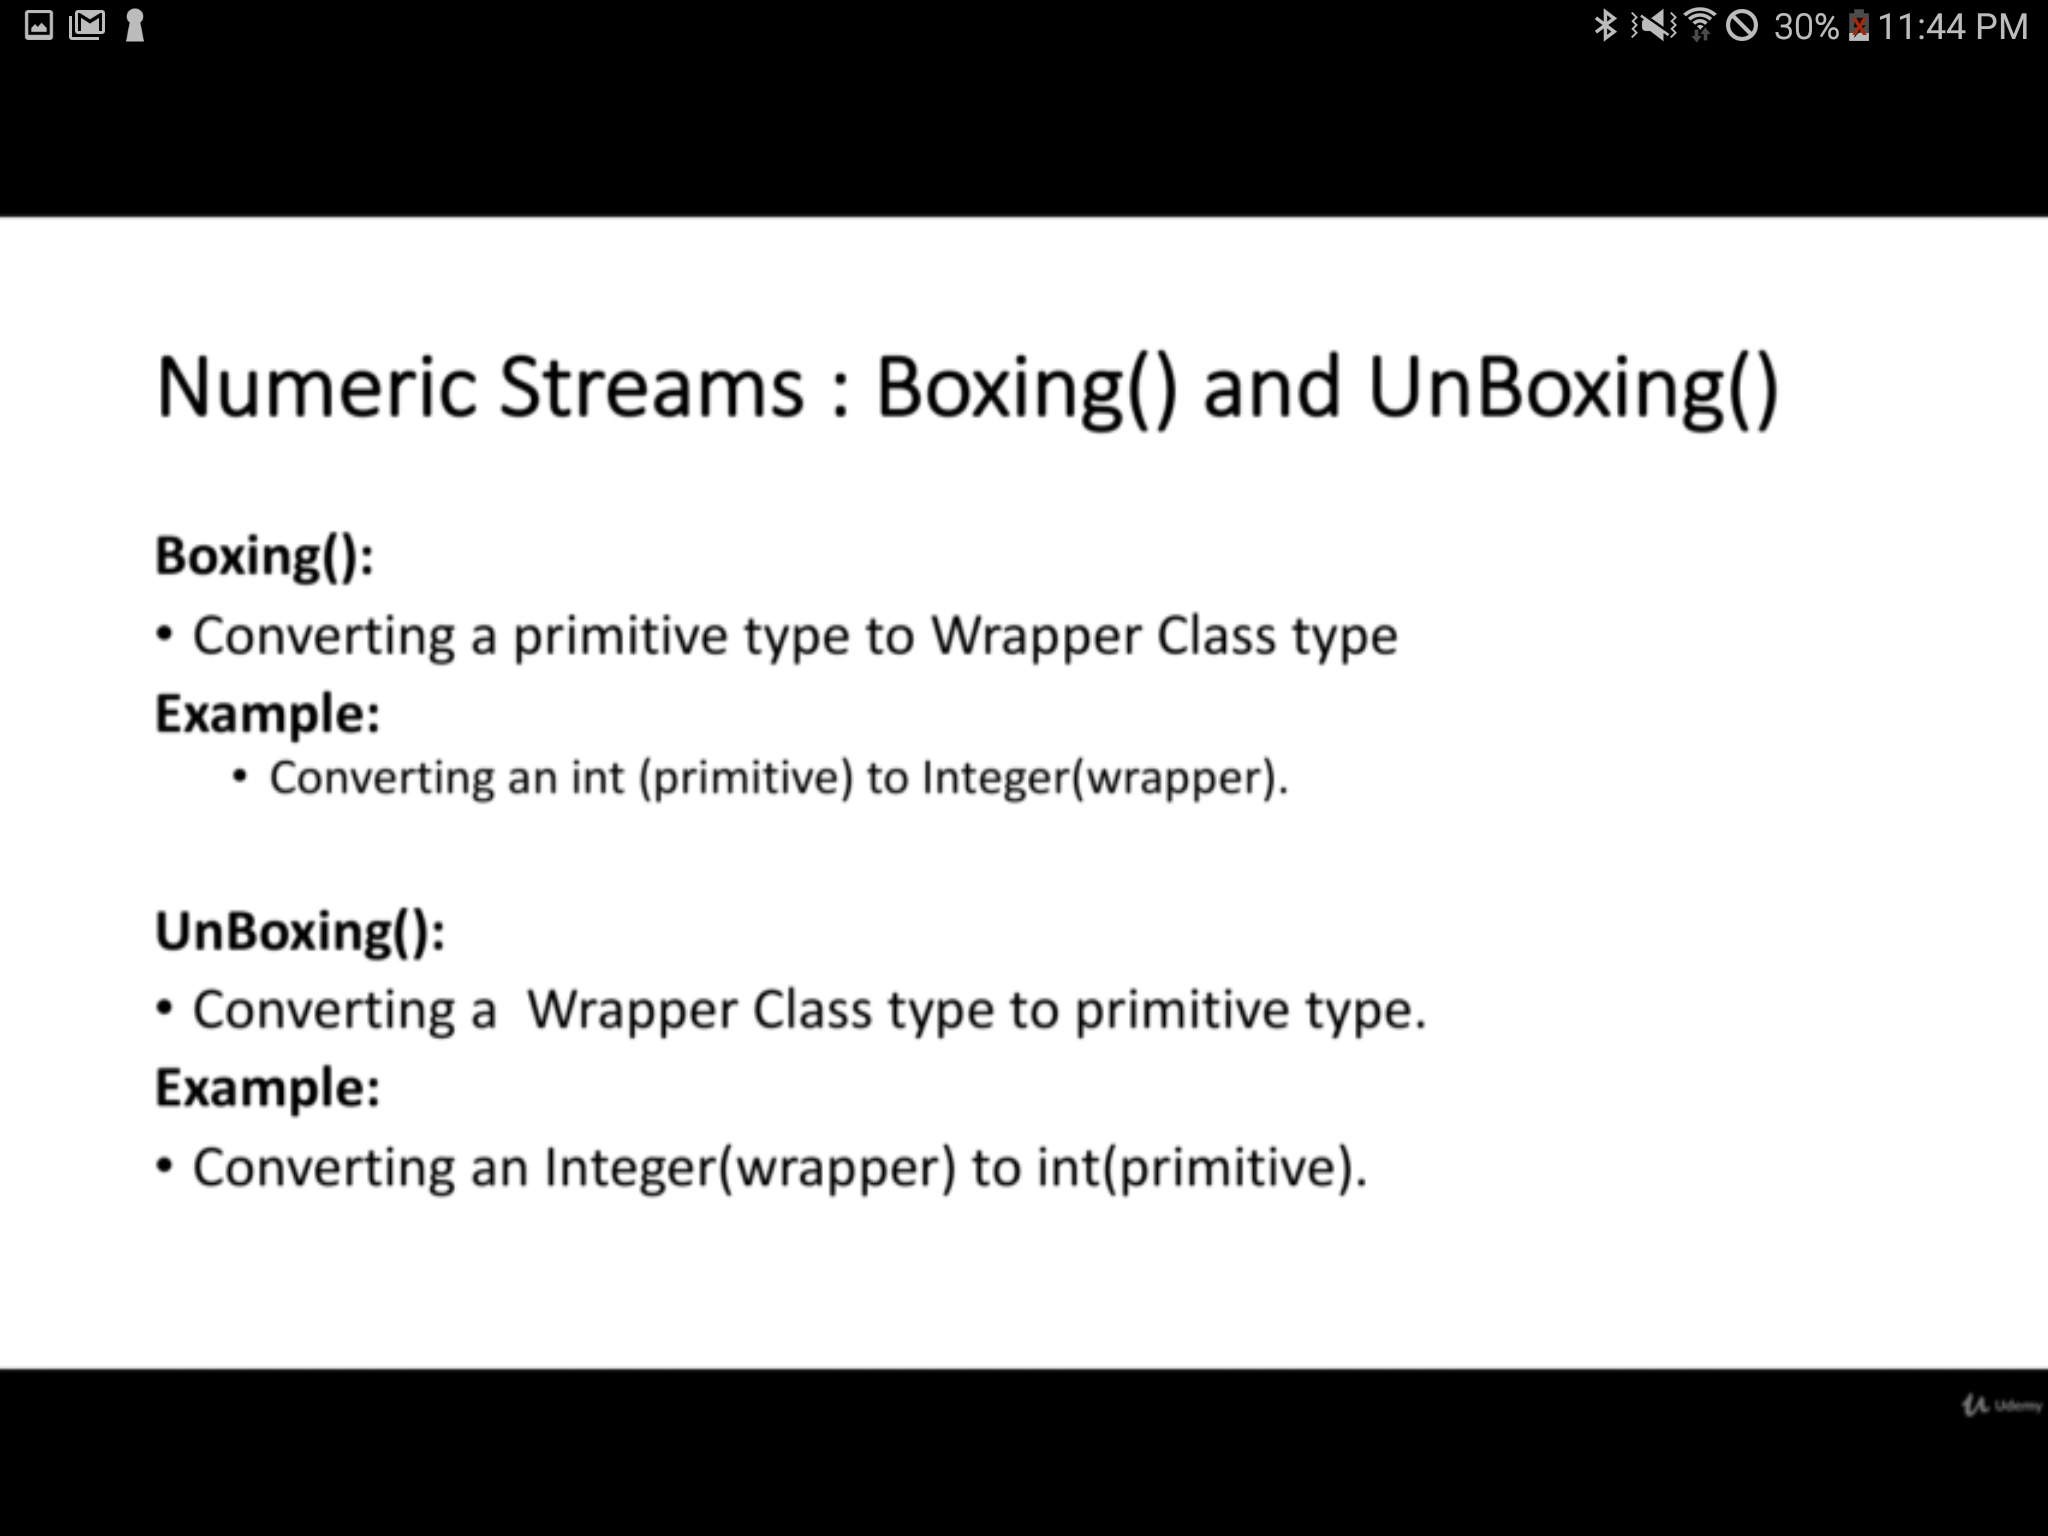 30% 11:44 PM
Numeric Streams : Boxing() and UnBoxing()
Boxing():
• Converting a primitive type to Wrapper Class type
Example:
• Converting an int (primitive) to Integer(wrapper).
UnBoxing():
• Converting a  Wrapper Class type to primitive type.
Example:
• Converting an Integer(wrapper) to int(primitive).
Udemy